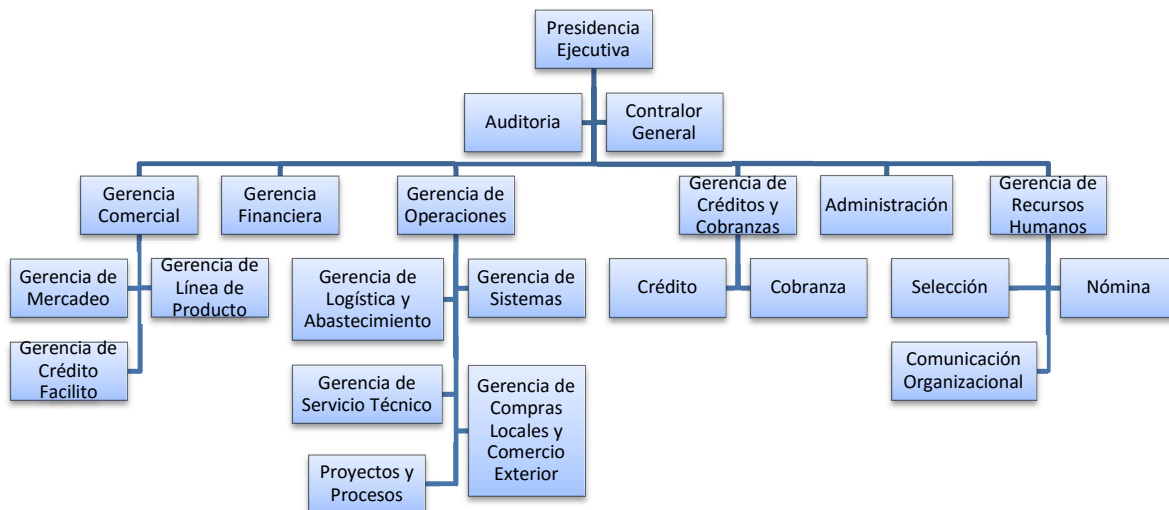 Presidencia
Ejecutiva
Auditoria
Contralor
General
Gerencia
Comercial
Gerencia
Financiera
Gerencia de
Operaciones
Gerencia de
Créditos y
Cobranzas
Administración
Gerencia de
Recursos
Humanos
Gerencia de
Mercadeo
Gerencia de
Línea de
Producto
Gerencia de
Crédito
Facilito
Gerencia de
Logística y
Abastecimiento
Gerencia de
Sistemas
Gerencia de
Servicio Técnico
Gerencia de
Compras
Locales y
Comercio
Exterior
Proyectos y
Procesos
Crédito
Cobranza
Selección
Nómina
Comunicación
Organizacional